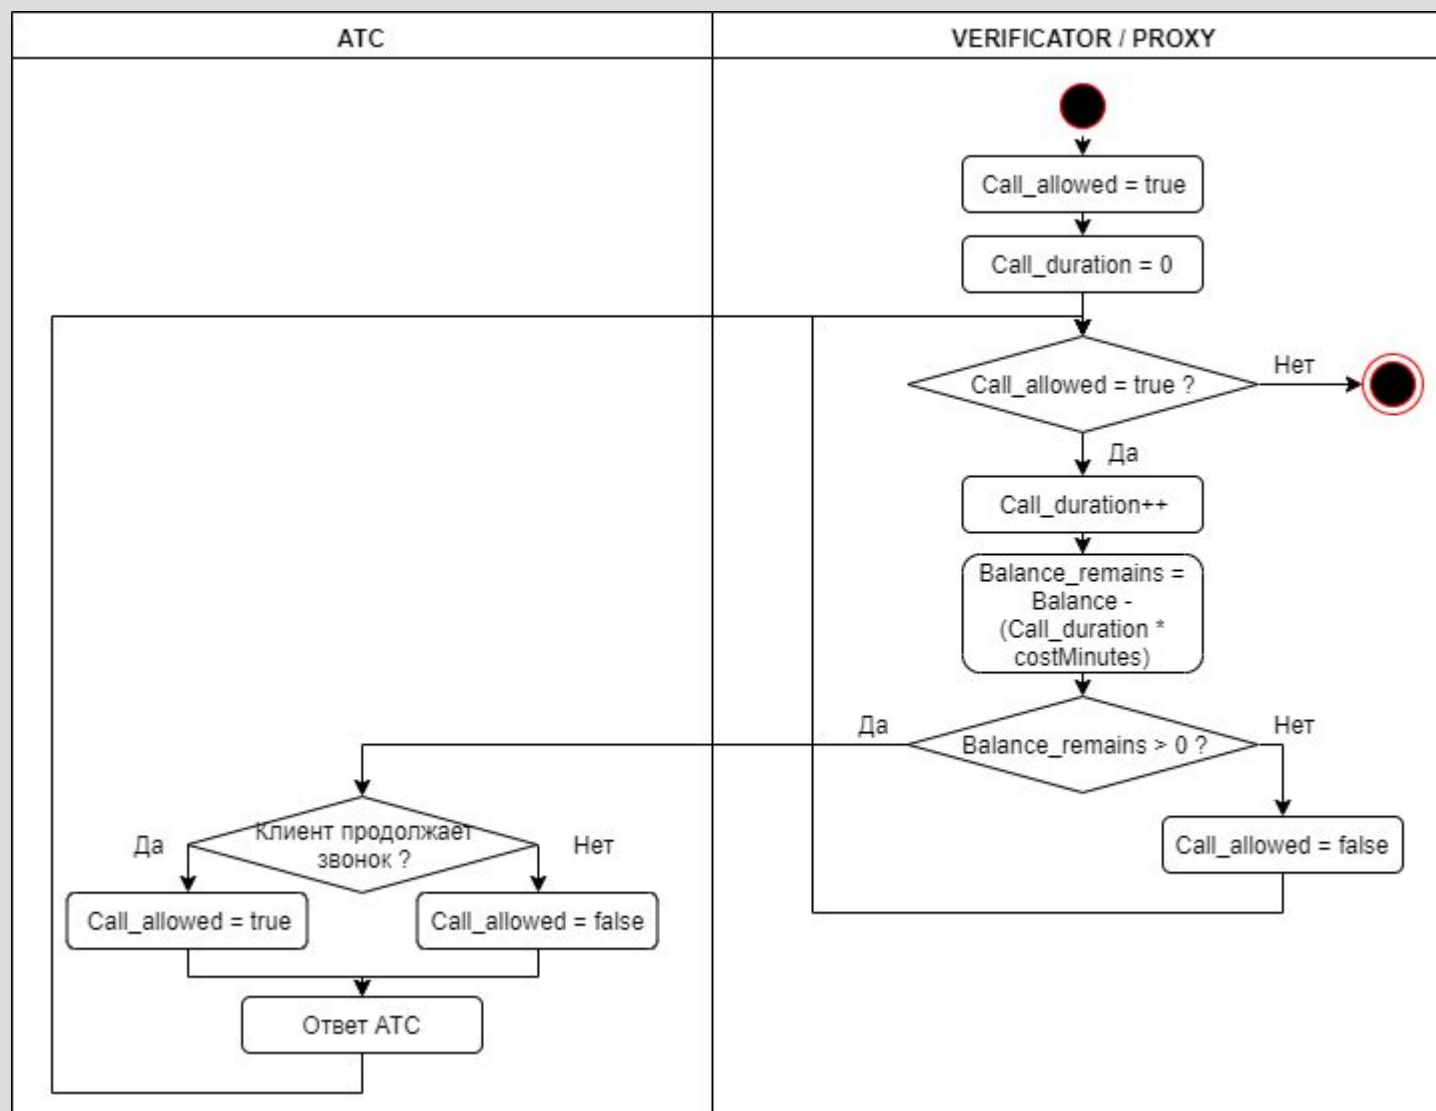 ATC
VERIFICATOR / PROXY
Call_allowed = true
Call_duration = 0
Call_allowed = true ?
Нет
Да
Call_duration++
Balance_remains =
Balance -
(Call_duration *
costMinutes)
Да
Balance_remains > 0 ?
Нет
Клиент продолжает
звонок ?
Да
Нет
Call_allowed = false
Call_allowed = true
Call_allowed = false
Ответ АТС